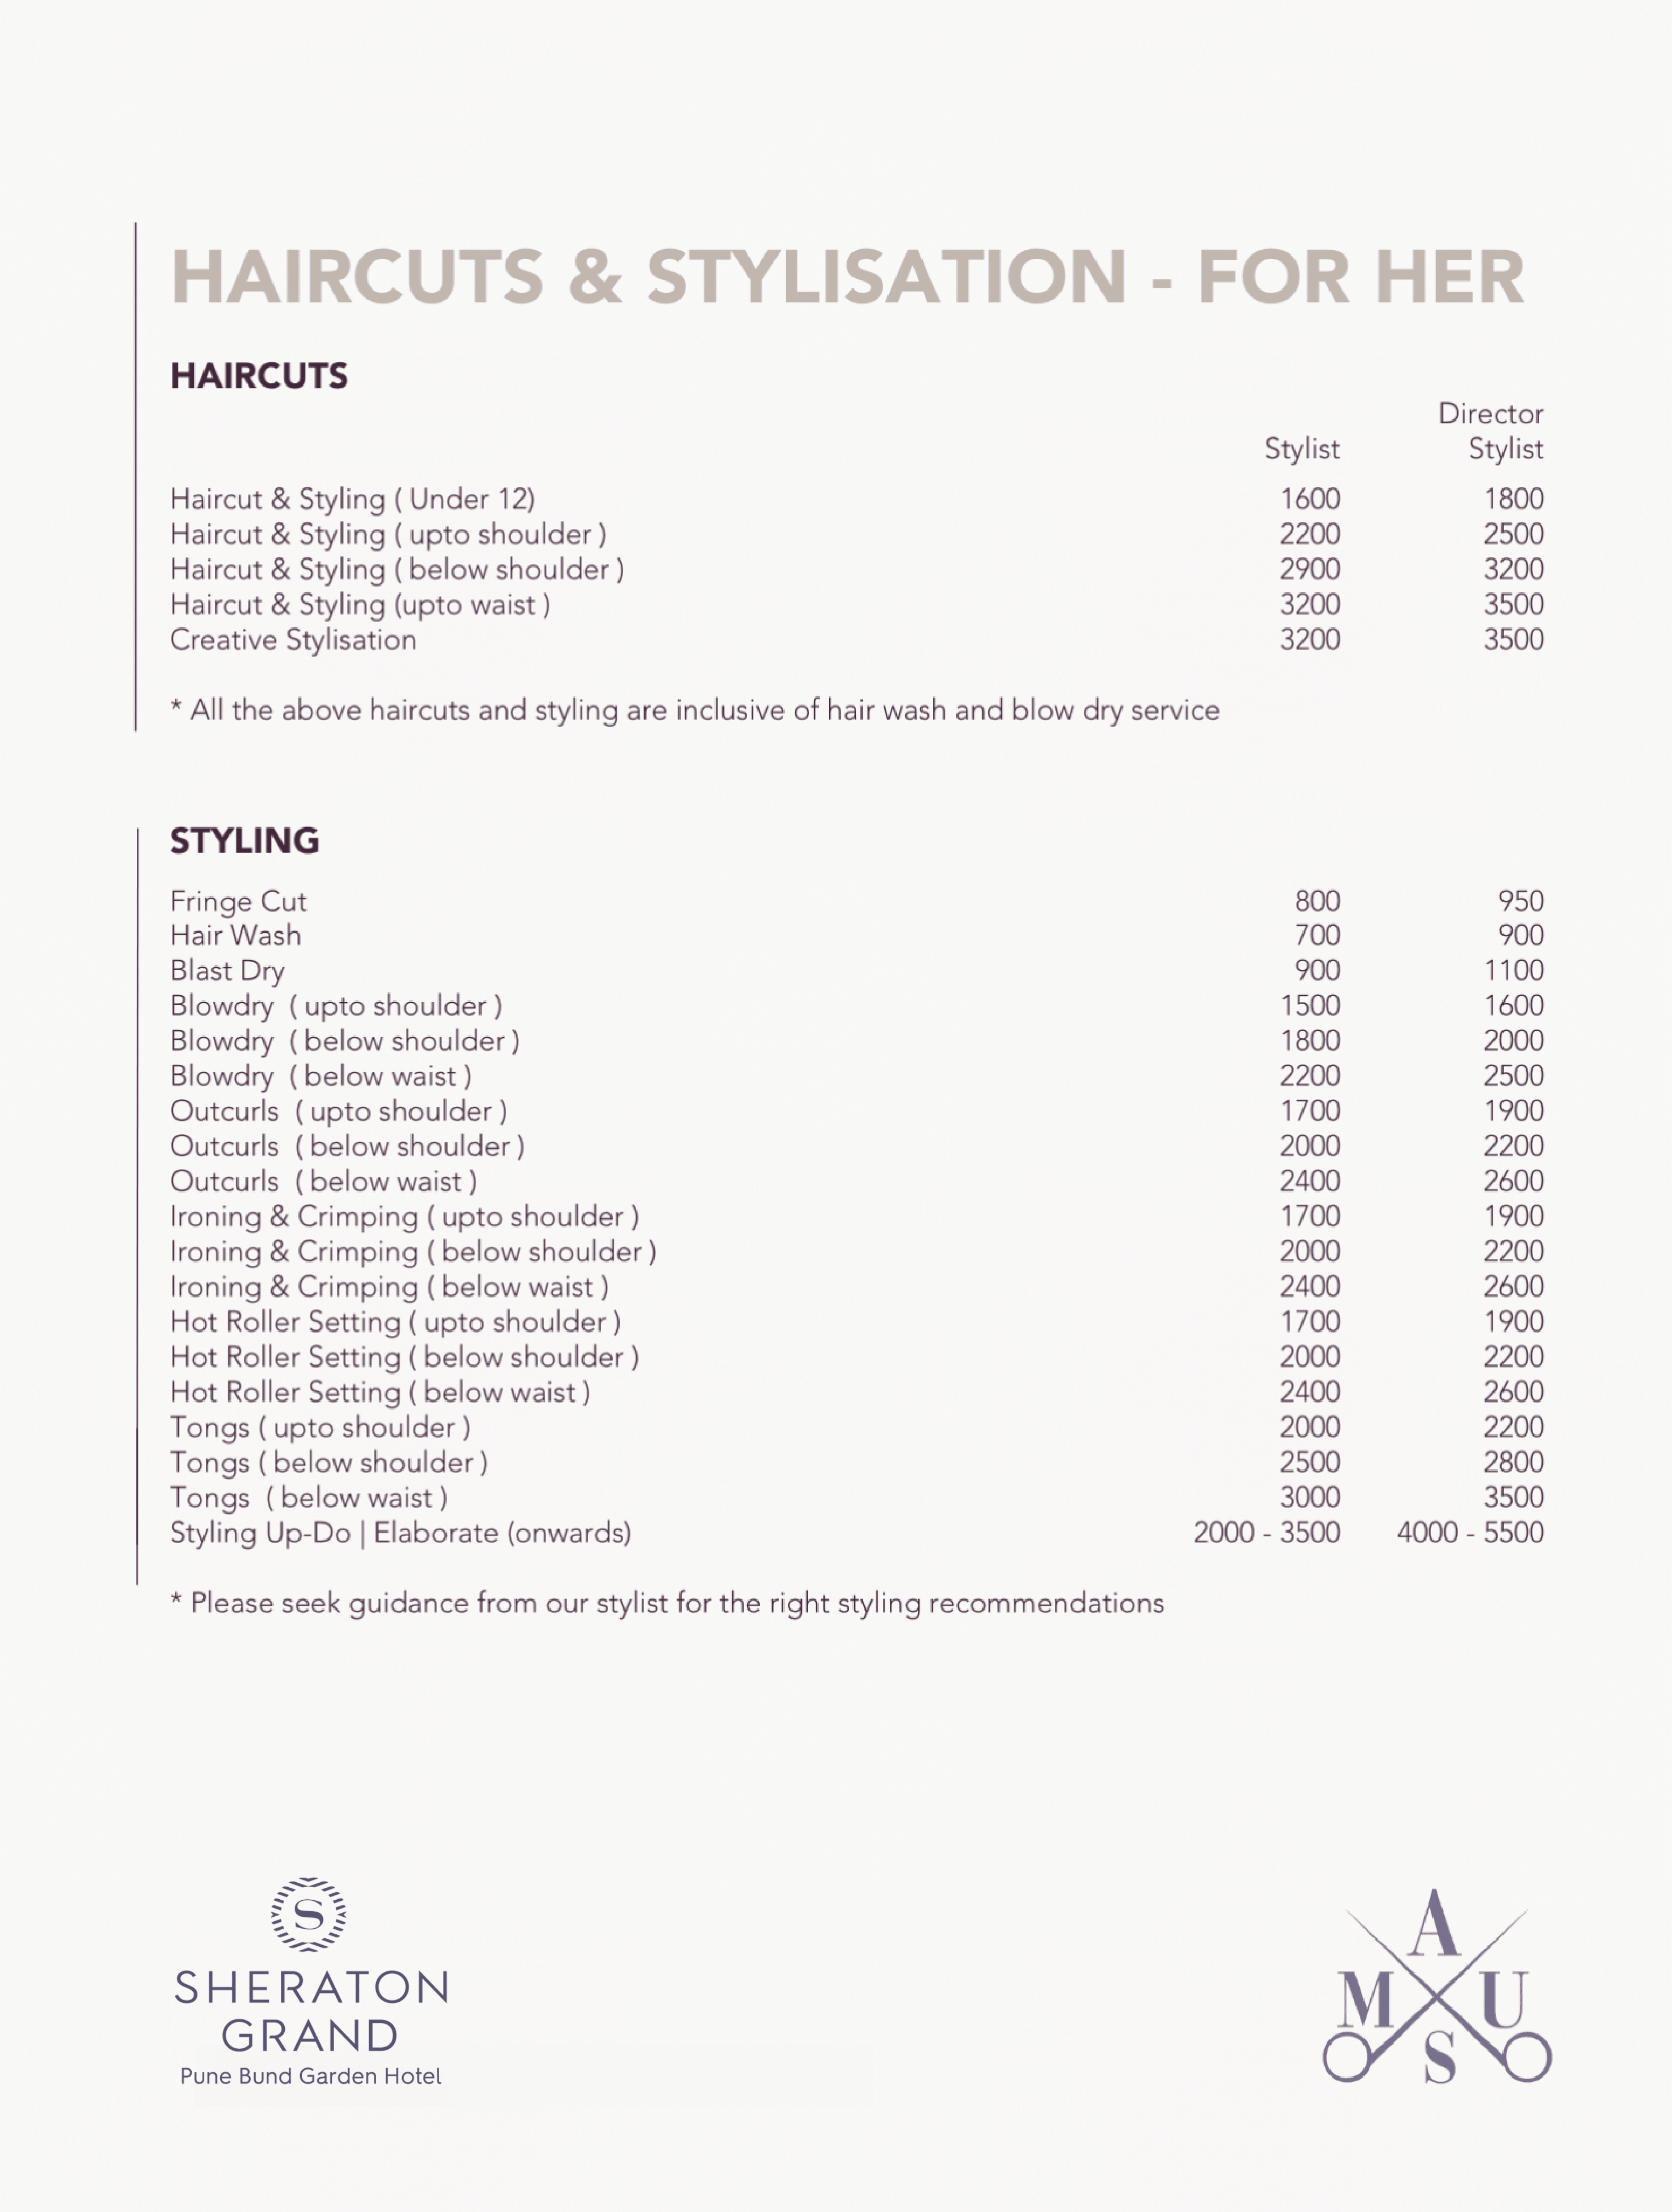 HAIRCUTS & STYLISATION - FOR HER
HAIRCUTS
Director
Stylist Stylist
Haircut & Styling ( Under 12) 1600 1800
Haircut & Styling ( upto shoulder ) 2200 2500
Haircut & Styling ( below shoulder ) 2900 3200
Haircut & Styling (upto waist ) 3200 3500
Creative Stylisation 3200 3500
* All the above haircuts and styling are inclusive of hair wash and blow dry service
STYLING
Fringe Cut 800 950
Hair Wash 700 900
Blast Dry 900 1100
Blowdry ( upto shoulder ) 1500 1600
Blowdry ( below shoulder ) 1800 2000
Blowdry ( below waist ) 2200 2500
Outcurls ( upto shoulder ) 1700 1900
Outcurls ( below shoulder ) 2000 2200
Outcurls ( below waist ) 2400 2600
Ironing & Crimping ( upto shoulder ) 1700 1900
Ironing & Crimping ( below shoulder ) 2000 2200
Ironing & Crimping ( below waist ) 2400 2600
Hot Roller Setting ( upto shoulder ) 1700 1900
Hot Roller Setting ( below shoulder ) 2000 2200
Hot Roller Setting ( below waist ) 2400 2600
Tongs ( upto shoulder ) 2000 2200
Tongs ( below shoulder ) 2500 2800
Tongs ( below waist ) 3000 3500
Styling Up-Do | Elaborate (onwards) 2000 - 3500 4000 - 5500
* Please seek guidance from our stylist for the right styling recommendations
S
SHERATON
GRAND
Pune Bund Garden Hotel
A
M U
S